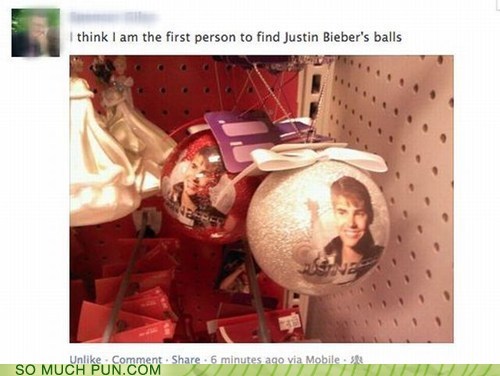 I think I am the first person to find Justin Bieber's balls
JUSTIN BIEBER
Unlike · Comment · Share · 6 minutes ago via Mobile ·
SO MUCH PUN.COM